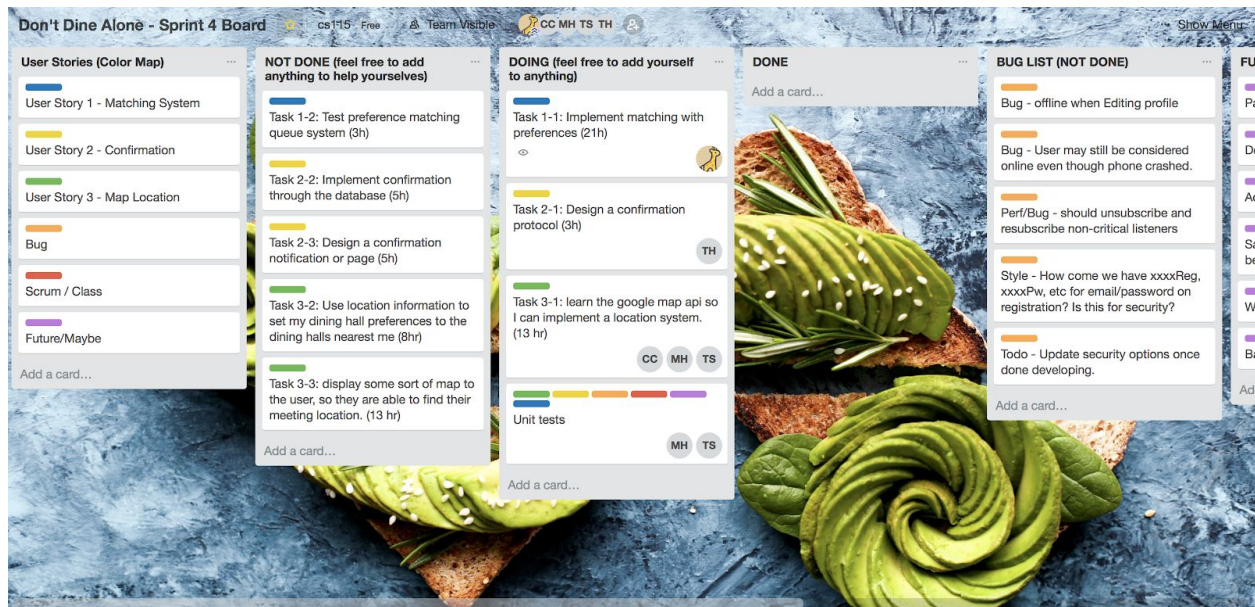 Don't Dine Alone - Sprint 4 Board
cs115
Free
Team Visible
CC MH TS TH
Show Menu
User Stories (Color Map)
User Story 1 - Matching System
User Story 2 - Confirmation
User Story 3 - Map Location
Bug
Scrum / Class
Future/Maybe
Add a card…
NOT DONE (feel free to add
anything to help yourselves)
Task 1-2: Test preference matching
queue system (3h)
Task 2-2: Implement confirmation
through the database (5h)
Task 2-3: Design a confirmation
notification or page (5h)
Task 3-2: Use location information to
set my dining hall preferences to the
dining halls nearest me (8hr)
Task 3-3: display some sort of map to
the user, so they are able to find their
meeting location. (13 hr)
Add a card…
DOING (feel free to add yourself
to anything)
Task 1-1: Implement matching with
preferences (21h)
Task 2-1: Design a confirmation
protocol (3h)
TH
Task 3-1: learn the google map api so
I can implement a location system.
(13 hr)
CC MH TS
Unit tests
MH TS
Add a card…
DONE
Add a card…
BUG LIST (NOT DONE)
Bug - offline when Editing profile
Bug - User may still be considered
online even though phone crashed.
Perf/Bug - should unsubscribe and
resubscribe non-critical listeners
Style - How come we have xxxxReg,
xxxxPw, etc for email/password on
registration? Is this for security?
Todo - Update security options once
done developing.
Add a card…